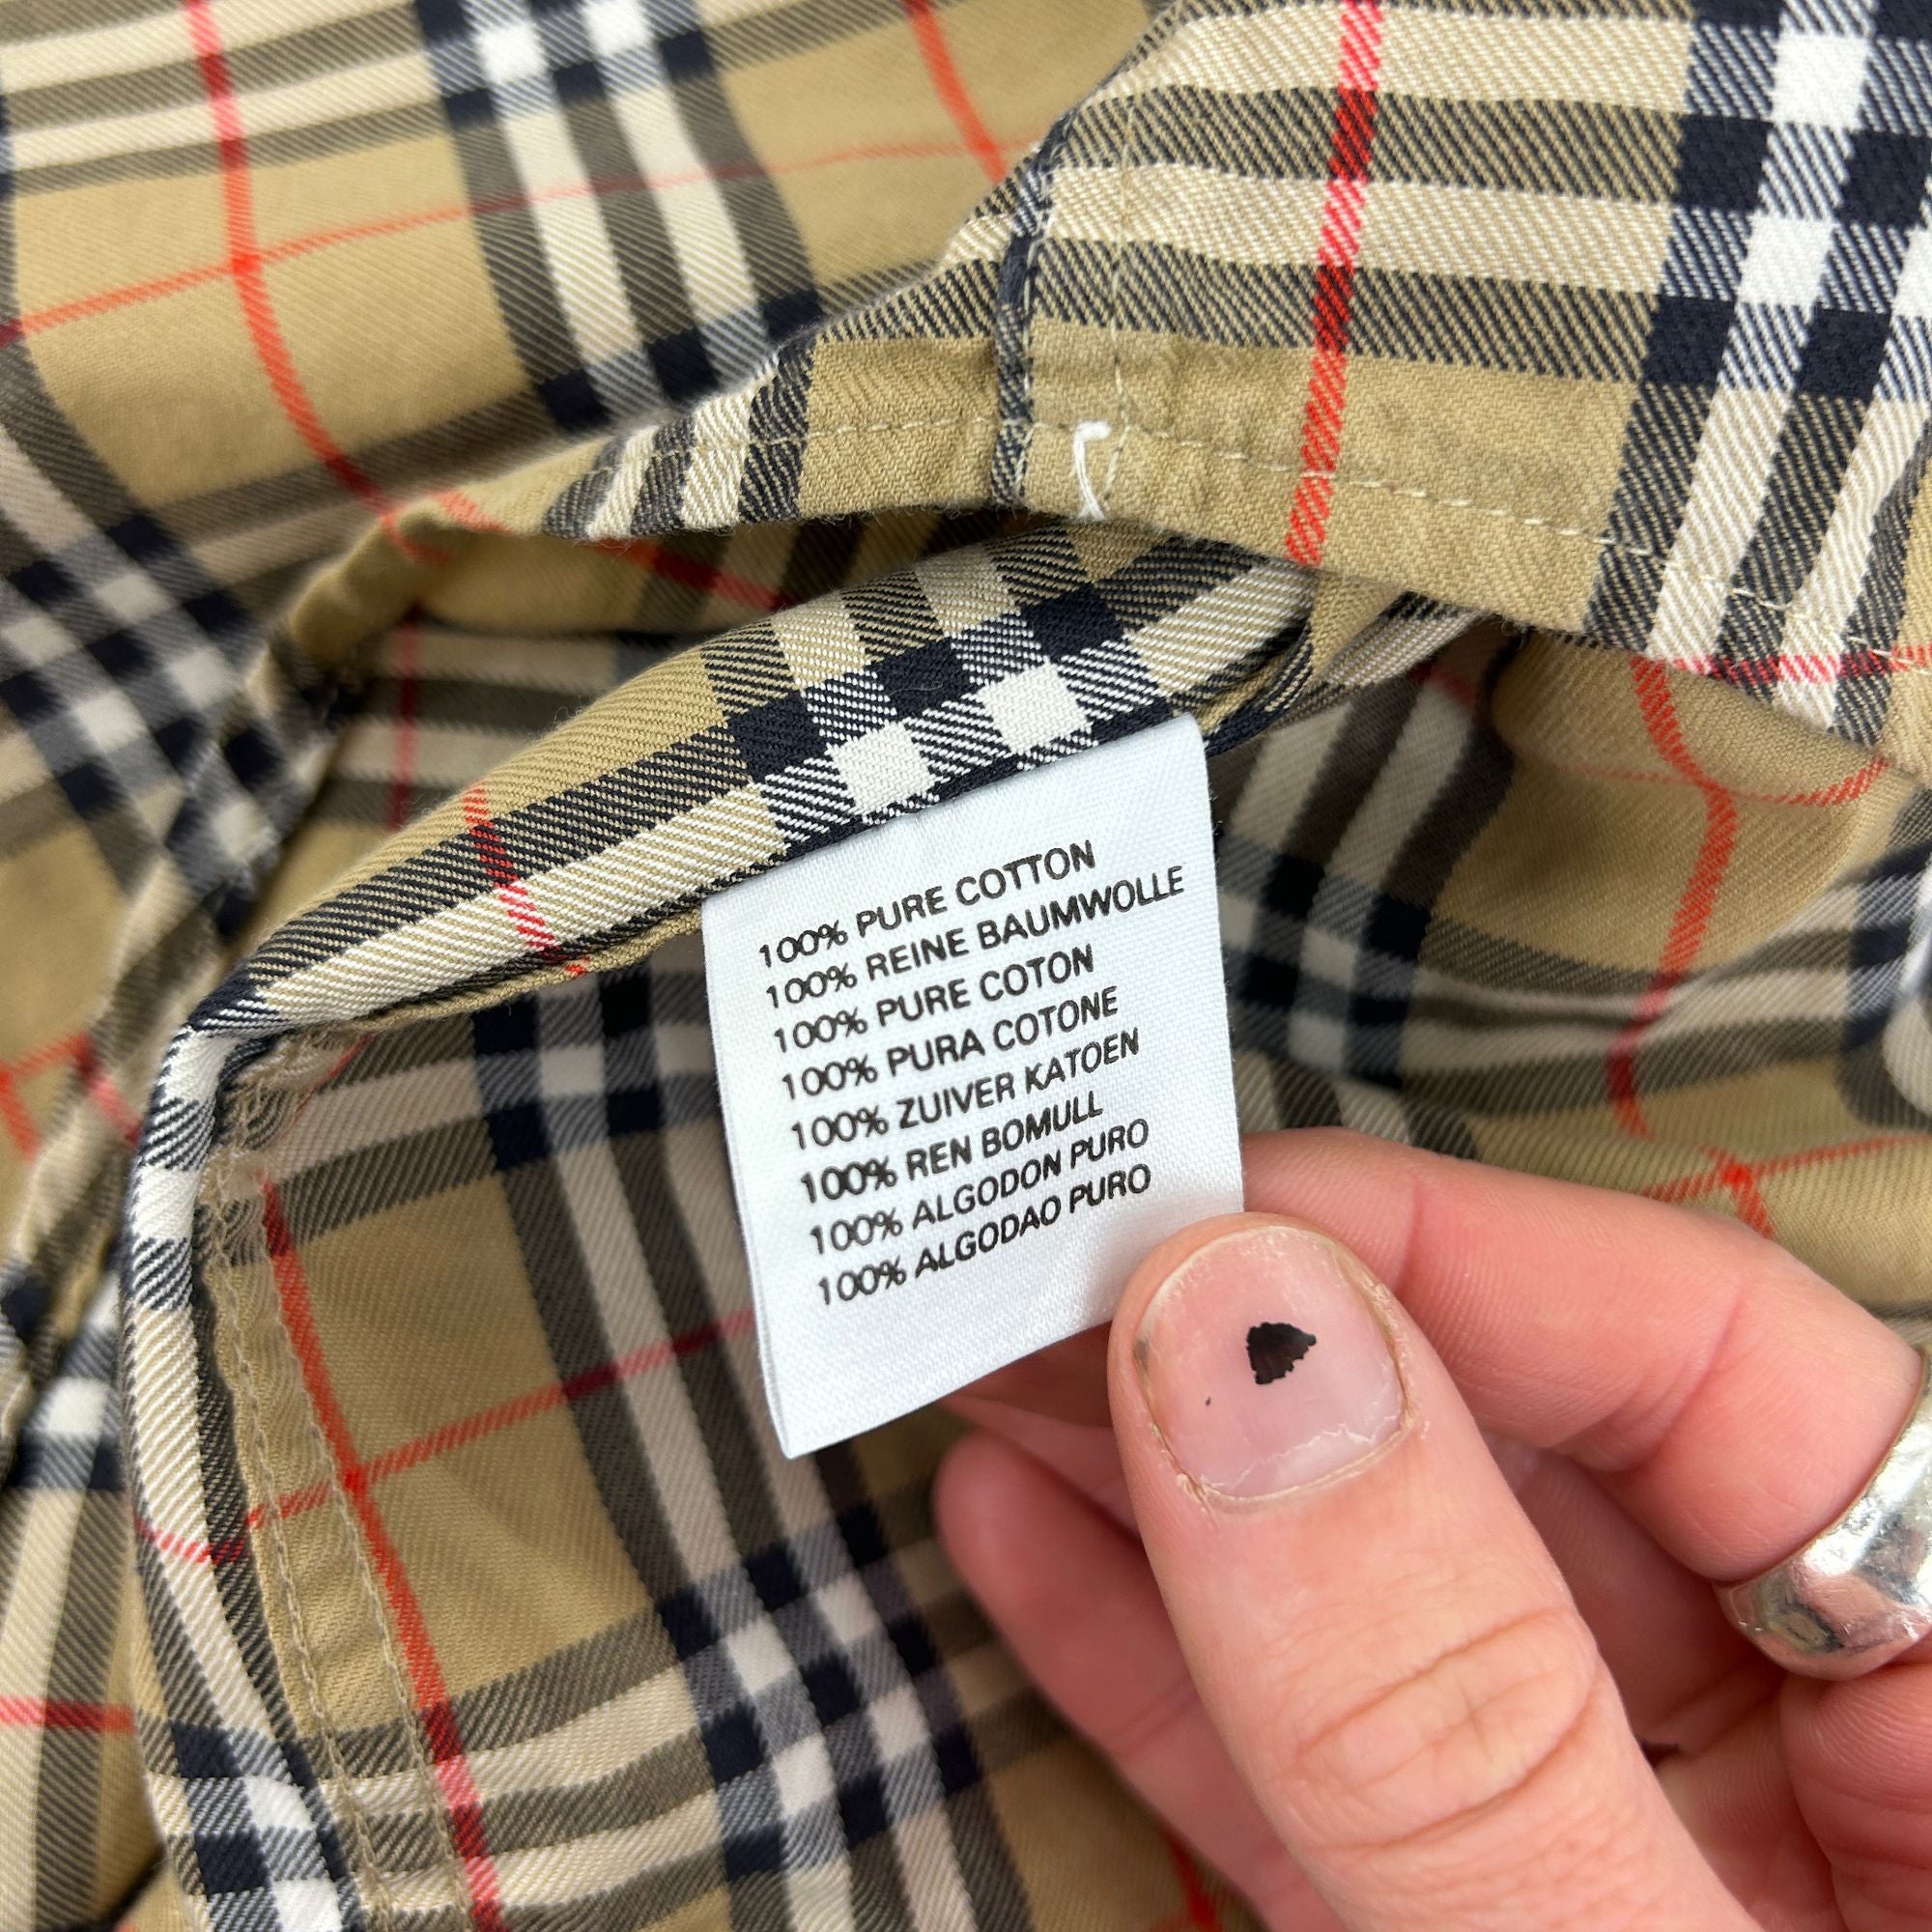 100% PURE COTTON
100% REINE BAUMWOLLE
100% PURE COTON
100% PURA COTONE
100% ZUIVER KATOEN
100% REN BOMULL
100% ALGODON PURO
100% ALGODAO PURO